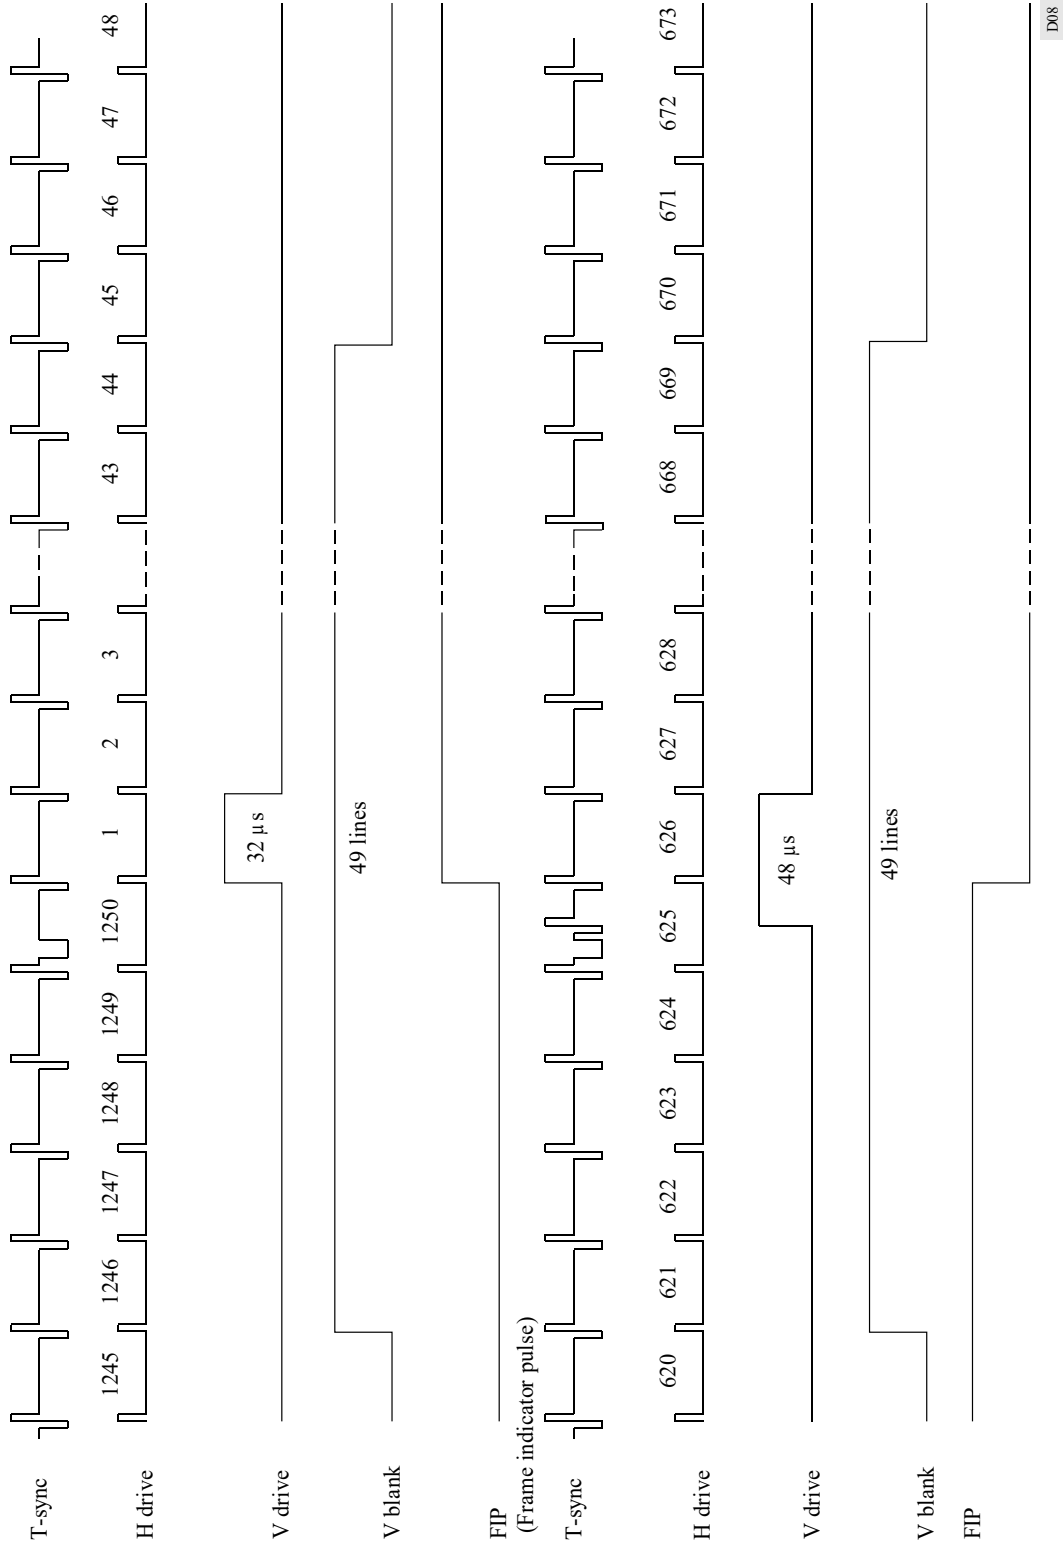 T-sync
H drive
1245 1246 1247 1248 1249 1250 1 2 3 43 44 45 46 47 48
V drive
32 µs
V blank
49 lines
FIP
(Frame indicator pulse)
T-sync
H drive
620 621 622 623 624 625 626 627 628 668 669 670 671 672 673
V drive
48 µs
V blank
49 lines
FIP
D08